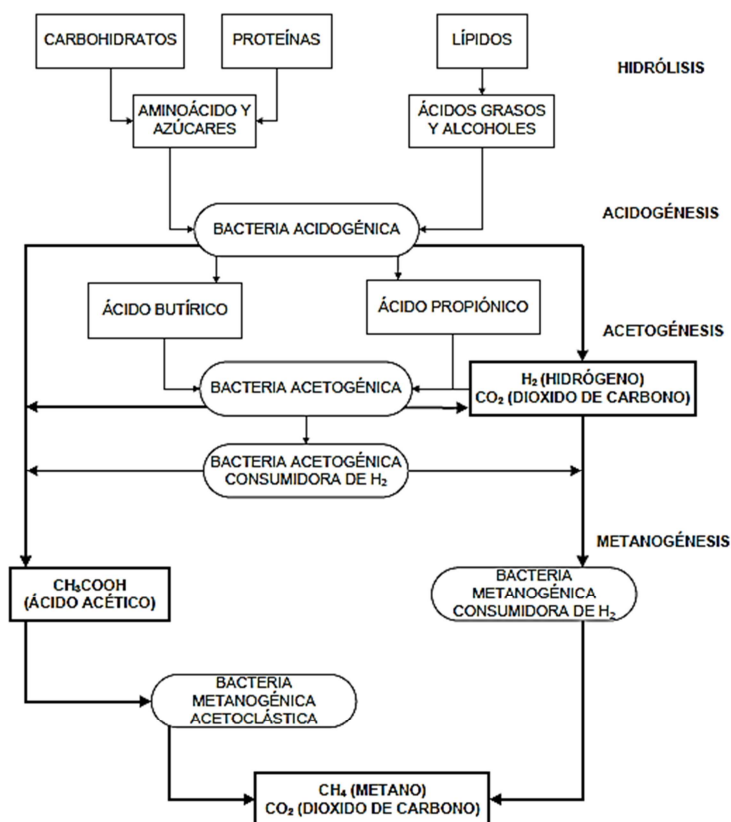 CARBOHIDRATOS
PROTEÍNAS
LÍPIDOS
HIDRÓLISIS
AMINOÁCIDO Y
AZÚCARES
ÁCIDOS GRASOS
Y ALCOHOLES
ACIDOGÉNESIS
BACTERIA ACIDOGÉNICA
ÁCIDO BUTÍRICO
ÁCIDO PROPIÓNICO
ACETOGÉNESIS
BACTERIA ACETOGÉNICA
H₂ (HIDRÓGENO)
CO₂ (DIOXIDO DE CARBONO)
BACTERIA ACETOGÉNICA
CONSUMIDORA DE H₂
METANOGÉNESIS
CH₃COOH
(ÁCIDO ACÉTICO)
BACTERIA
METANOGÉNICA
CONSUMIDORA DE H₂
BACTERIA
METANOGÉNICA
ACETOCLÁSTICA
CH₄ (METANO)
CO₂ (DIOXIDO DE CARBONO)